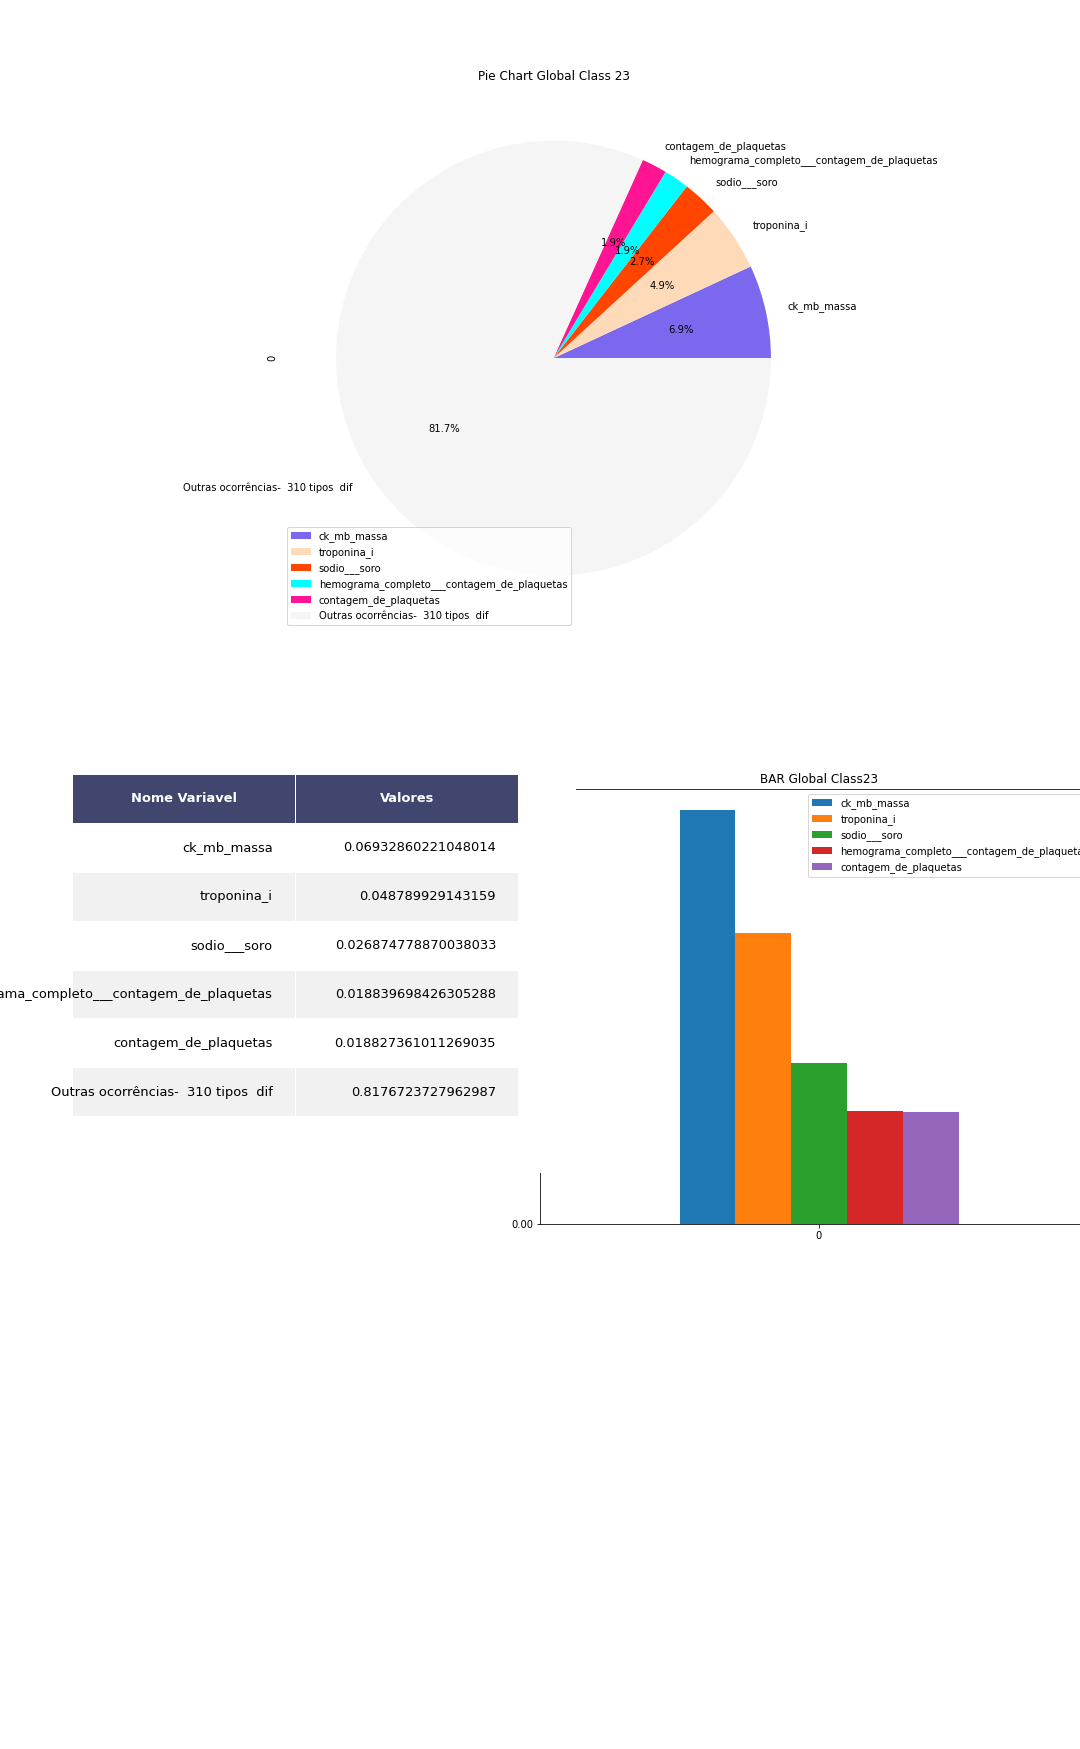 Pie Chart Global Class 23
contagem_de_plaquetas
hemograma_completo___contagem_de_plaquetas
sodio___soro
troponina_i
ck_mb_massa
1.9%
1.9%
2.7%
4.9%
6.9%
0
81.7%
Outras ocorrências-  310 tipos  dif
ck_mb_massa
troponina_i
sodio___soro
hemograma_completo___contagem_de_plaquetas
contagem_de_plaquetas
Outras ocorrências-  310 tipos  dif
Nome Variavel Valores
ck_mb_massa 0.06932860221048014
troponina_i 0.048789929143159
sodio___soro 0.026874778870038033
ama_completo___contagem_de_plaquetas 0.018839698426305288
contagem_de_plaquetas 0.018827361011269035
Outras ocorrências-  310 tipos  dif 0.8176723727962987
BAR Global Class23
ck_mb_massa
troponina_i
sodio___soro
hemograma_completo___contagem_de_plaqueta
contagem_de_plaquetas
0.00
0